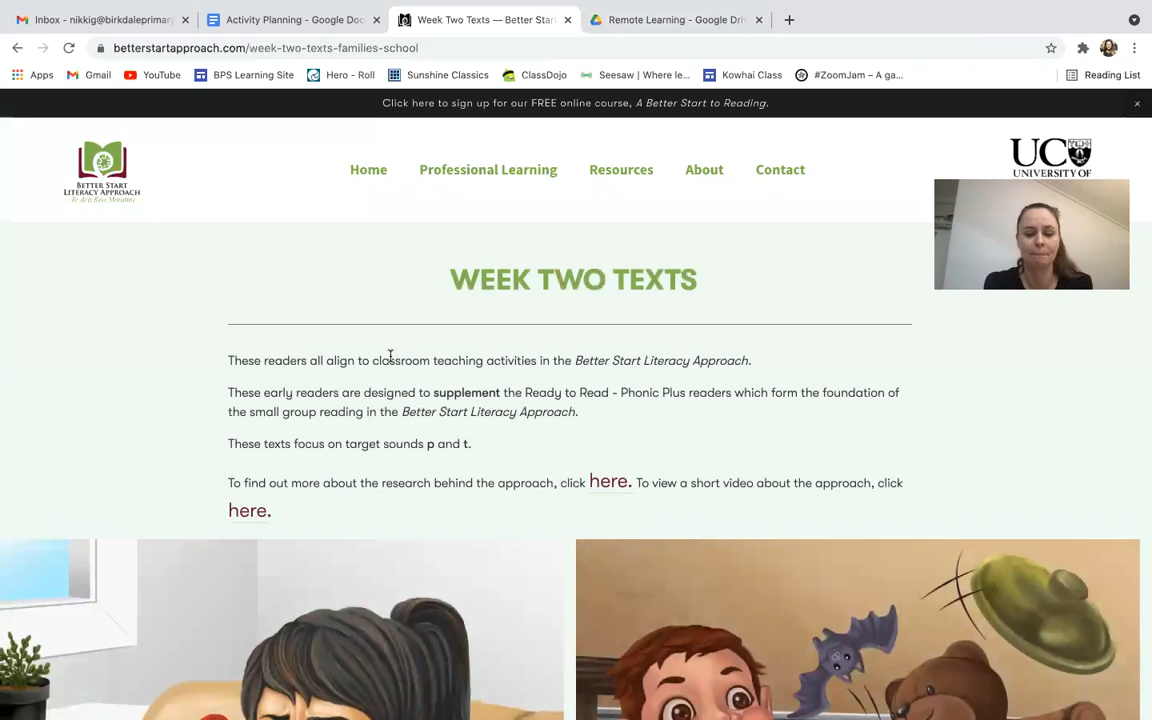 Inbox - nikkig@birkdaleprimary
Activity Planning - Google Doc
Week Two Texts — Better Star
Remote Learning - Google Driv
betterstartapproach.com/week-two-texts-families-school
Apps
Gmail
YouTube
BPS Learning Site
Hero - Roll
Sunshine Classics
ClassDojo
Seesaw | Where le...
Kowhai Class
#ZoomJam – A ga...
Reading List
Click here to sign up for our FREE online course, A Better Start to Reading.
BETTER START
LITERACY APPROACH
Home
Professional Learning
Resources
About
Contact
UC
UNIVERSITY OF
WEEK TWO TEXTS
These readers all align to classroom teaching activities in the Better Start Literacy Approach.
These early readers are designed to supplement the Ready to Read - Phonic Plus readers which form the foundation of
the small group reading in the Better Start Literacy Approach.
These texts focus on target sounds p and t.
To find out more about the research behind the approach, click here. To view a short video about the approach, click
here.